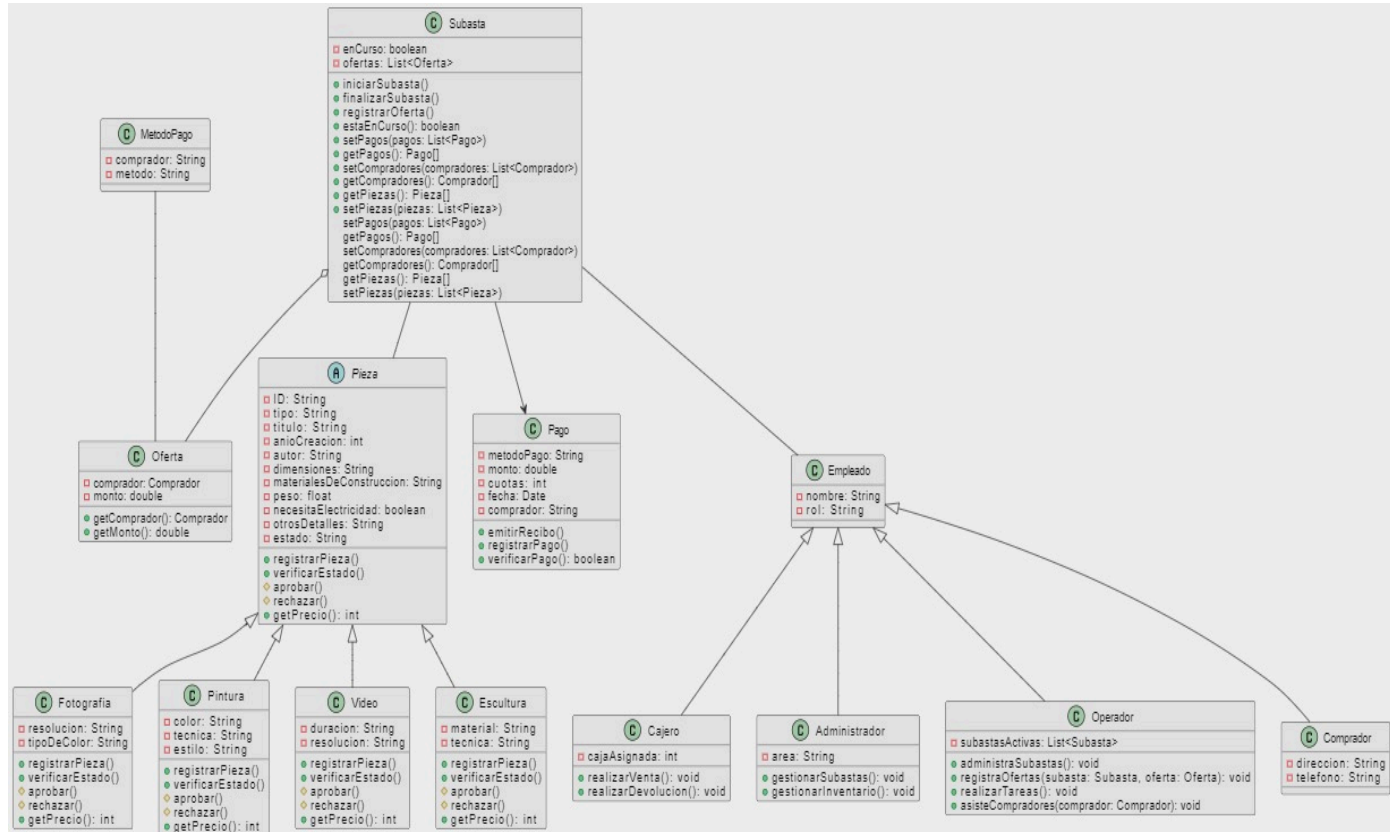 C Subasta
enCurso: boolean
ofertas: List<Oferta>
iniciarSubasta()
finalizarSubasta()
registrarOferta()
estaEnCurso(): boolean
setPagos(pagos: List<Pago>)
getPagos(): Pago[]
setCompradores(compradores: List<Comprador>)
getCompradores(): Comprador[]
getPiezas(): Pieza[]
setPiezas(piezas: List<Pieza>)
setPagos(pagos: List<Pago>)
getPagos(): Pago[]
setCompradores(compradores: List<Comprador>)
getCompradores(): Comprador[]
getPiezas(): Pieza[]
setPiezas(piezas: List<Pieza>)
C MetodoPago
comprador: String
metodo: String
A Pieza
ID: String
tipo: String
titulo: String
anioCreacion: int
autor: String
dimensiones: String
materialesDeConstruccion: String
peso: float
necesitaElectricidad: boolean
otrosDetalles: String
estado: String
registrarPieza()
verificarEstado()
aprobar()
rechazar()
getPrecio(): int
C Pago
metodoPago: String
monto: double
cuotas: int
fecha: Date
comprador: String
emitirRecibo()
registrarPago()
verificarPago(): boolean
C Oferta
comprador: Comprador
monto: double
getComprador(): Comprador
getMonto(): double
C Empleado
nombre: String
rol: String
C Fotografia
resolucion: String
tipoDeColor: String
registrarPieza()
verificarEstado()
aprobar()
rechazar()
getPrecio(): int
C Pintura
color: String
tecnica: String
estilo: String
registrarPieza()
verificarEstado()
aprobar()
rechazar()
getPrecio(): int
C Video
duracion: String
resolucion: String
registrarPieza()
verificarEstado()
aprobar()
rechazar()
getPrecio(): int
C Escultura
material: String
tecnica: String
registrarPieza()
verificarEstado()
aprobar()
rechazar()
getPrecio(): int
C Cajero
cajaAsignada: int
realizarVenta(): void
realizarDevolucion(): void
C Administrador
area: String
gestionarSubastas(): void
gestionarInventario(): void
C Operador
subastasActivas: List<Subasta>
administraSubastas(): void
registraOfertas(subasta: Subasta, oferta: Oferta): void
realizarTareas(): void
asisteCompradores(comprador: Comprador): void
C Comprador
direccion: String
telefono: String